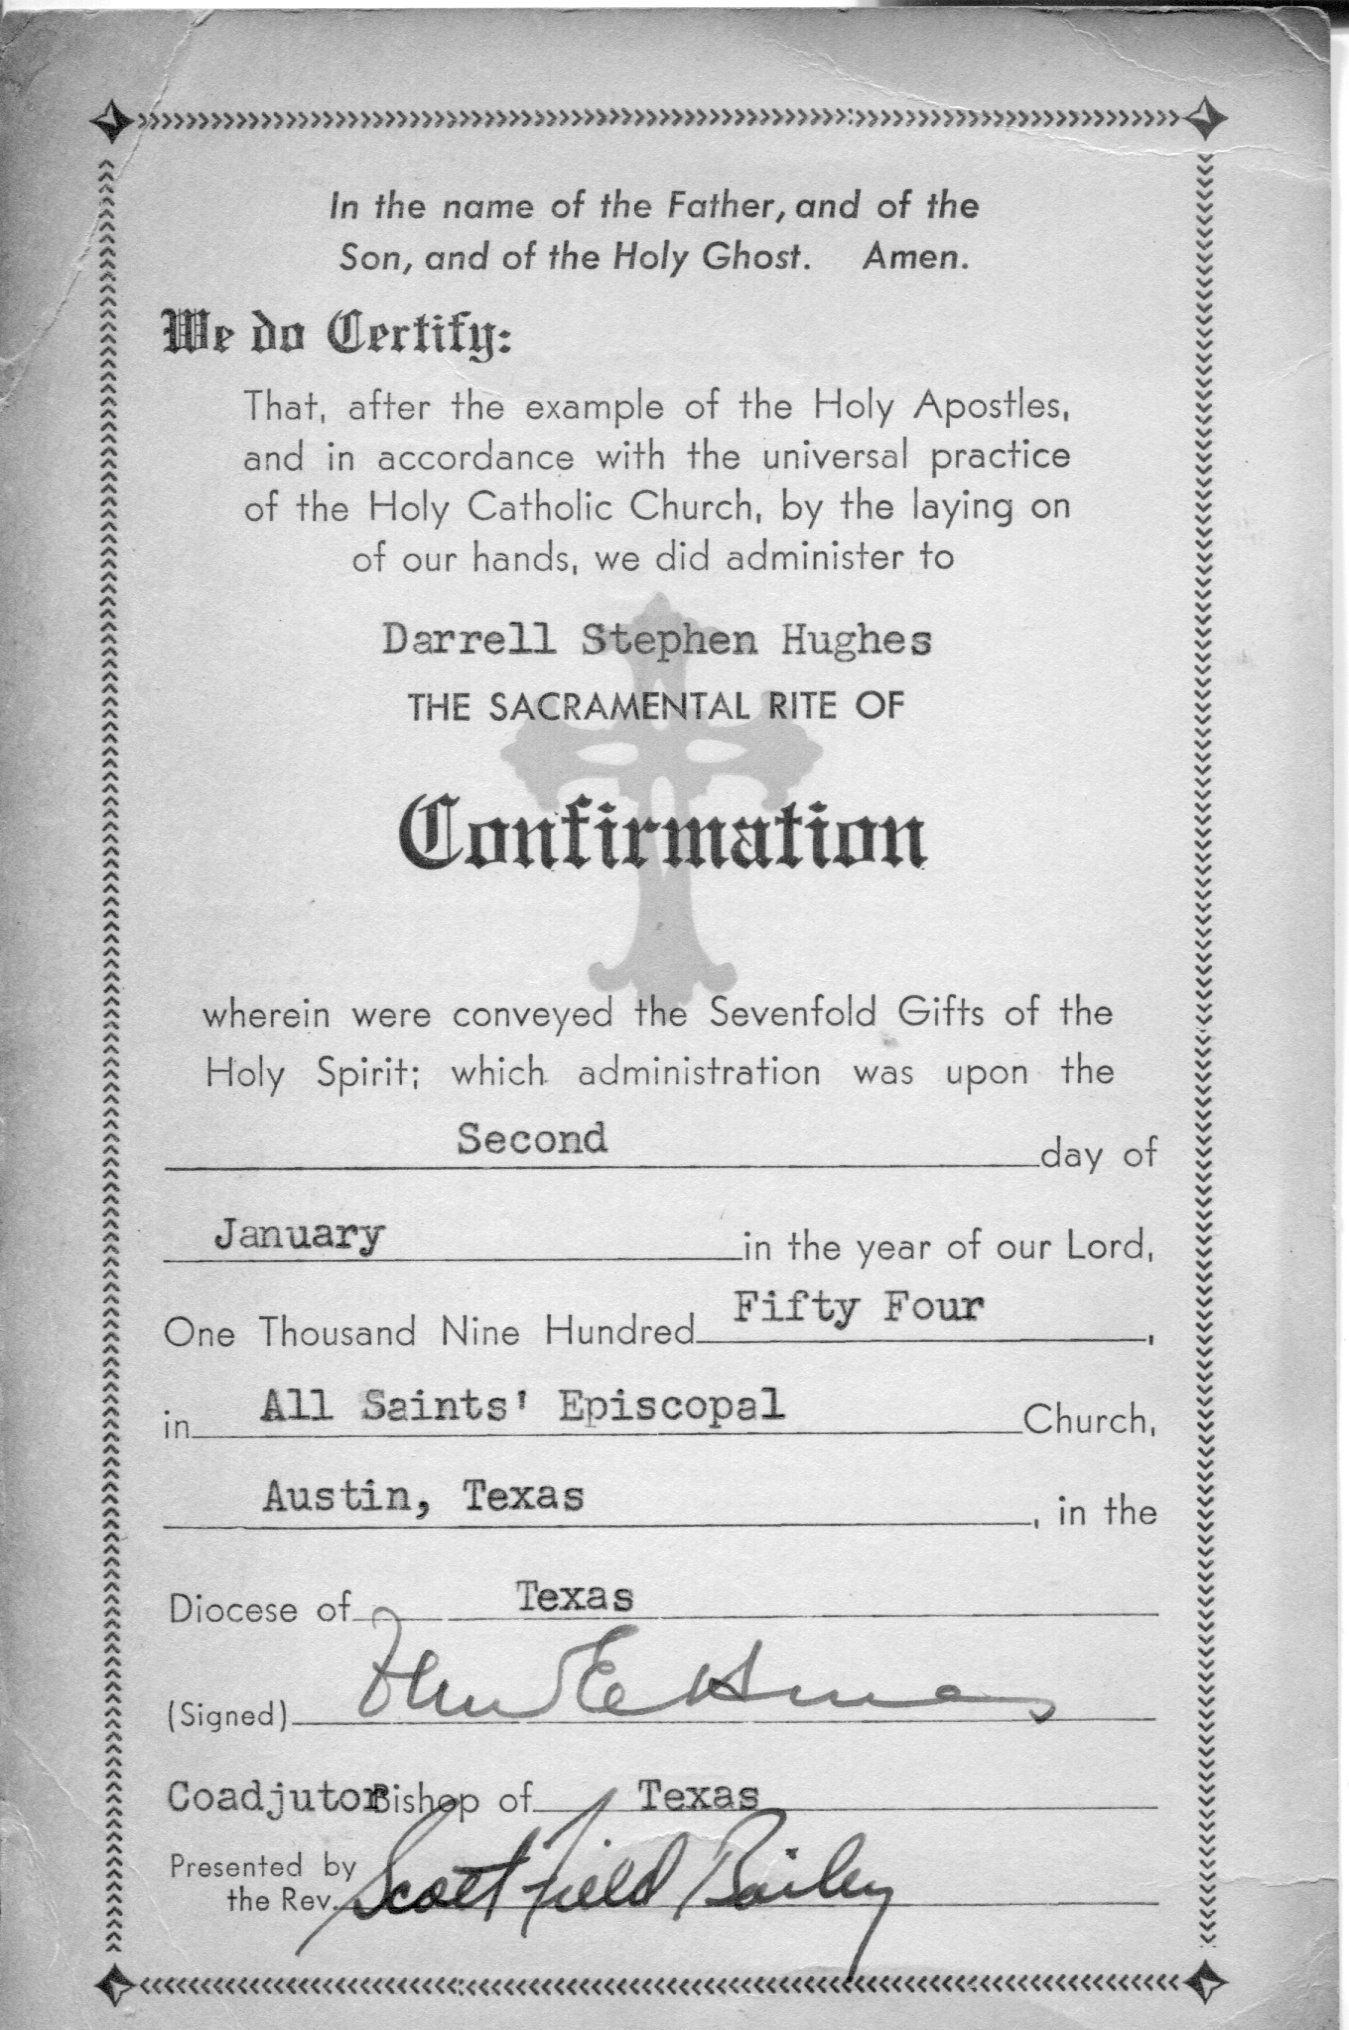 In the name of the Father, and of the
Son, and of the Holy Ghost. Amen.
We do Certify:
That, after the example of the Holy Apostles,
and in accordance with the universal practice
of the Holy Catholic Church, by the laying on
of our hands, we did administer to
Darrell Stephen Hughes
THE SACRAMENTAL RITE OF
Confirmation
wherein were conveyed the Sevenfold Gifts of the
Holy Spirit; which administration was upon the
Second day of
January in the year of our Lord,
One Thousand Nine Hundred Fifty Four,
in All Saints' Episcopal Church,
Austin, Texas, in the
Diocese of Texas
(Signed) John E Hines
Coadjutor Bishop of Texas
Presented by
the Rev. Scott Field Bailey